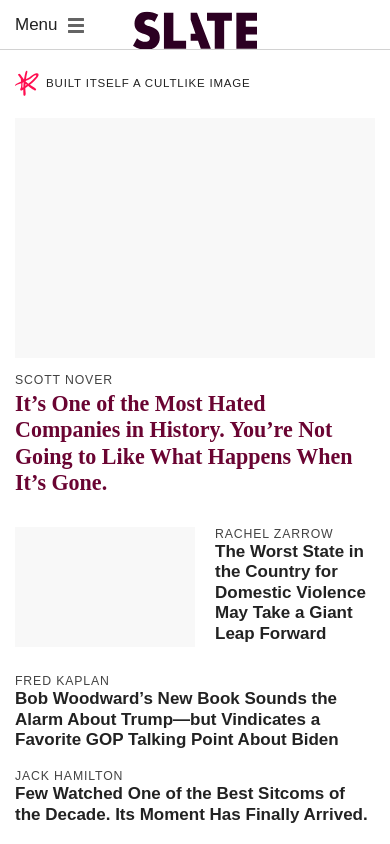 Menu
SLATE
BUILT ITSELF A CULTLIKE IMAGE
SCOTT NOVER
It’s One of the Most Hated
Companies in History. You’re Not
Going to Like What Happens When
It’s Gone.
RACHEL ZARROW
The Worst State in
the Country for
Domestic Violence
May Take a Giant
Leap Forward
FRED KAPLAN
Bob Woodward’s New Book Sounds the
Alarm About Trump—but Vindicates a
Favorite GOP Talking Point About Biden
JACK HAMILTON
Few Watched One of the Best Sitcoms of
the Decade. Its Moment Has Finally Arrived.